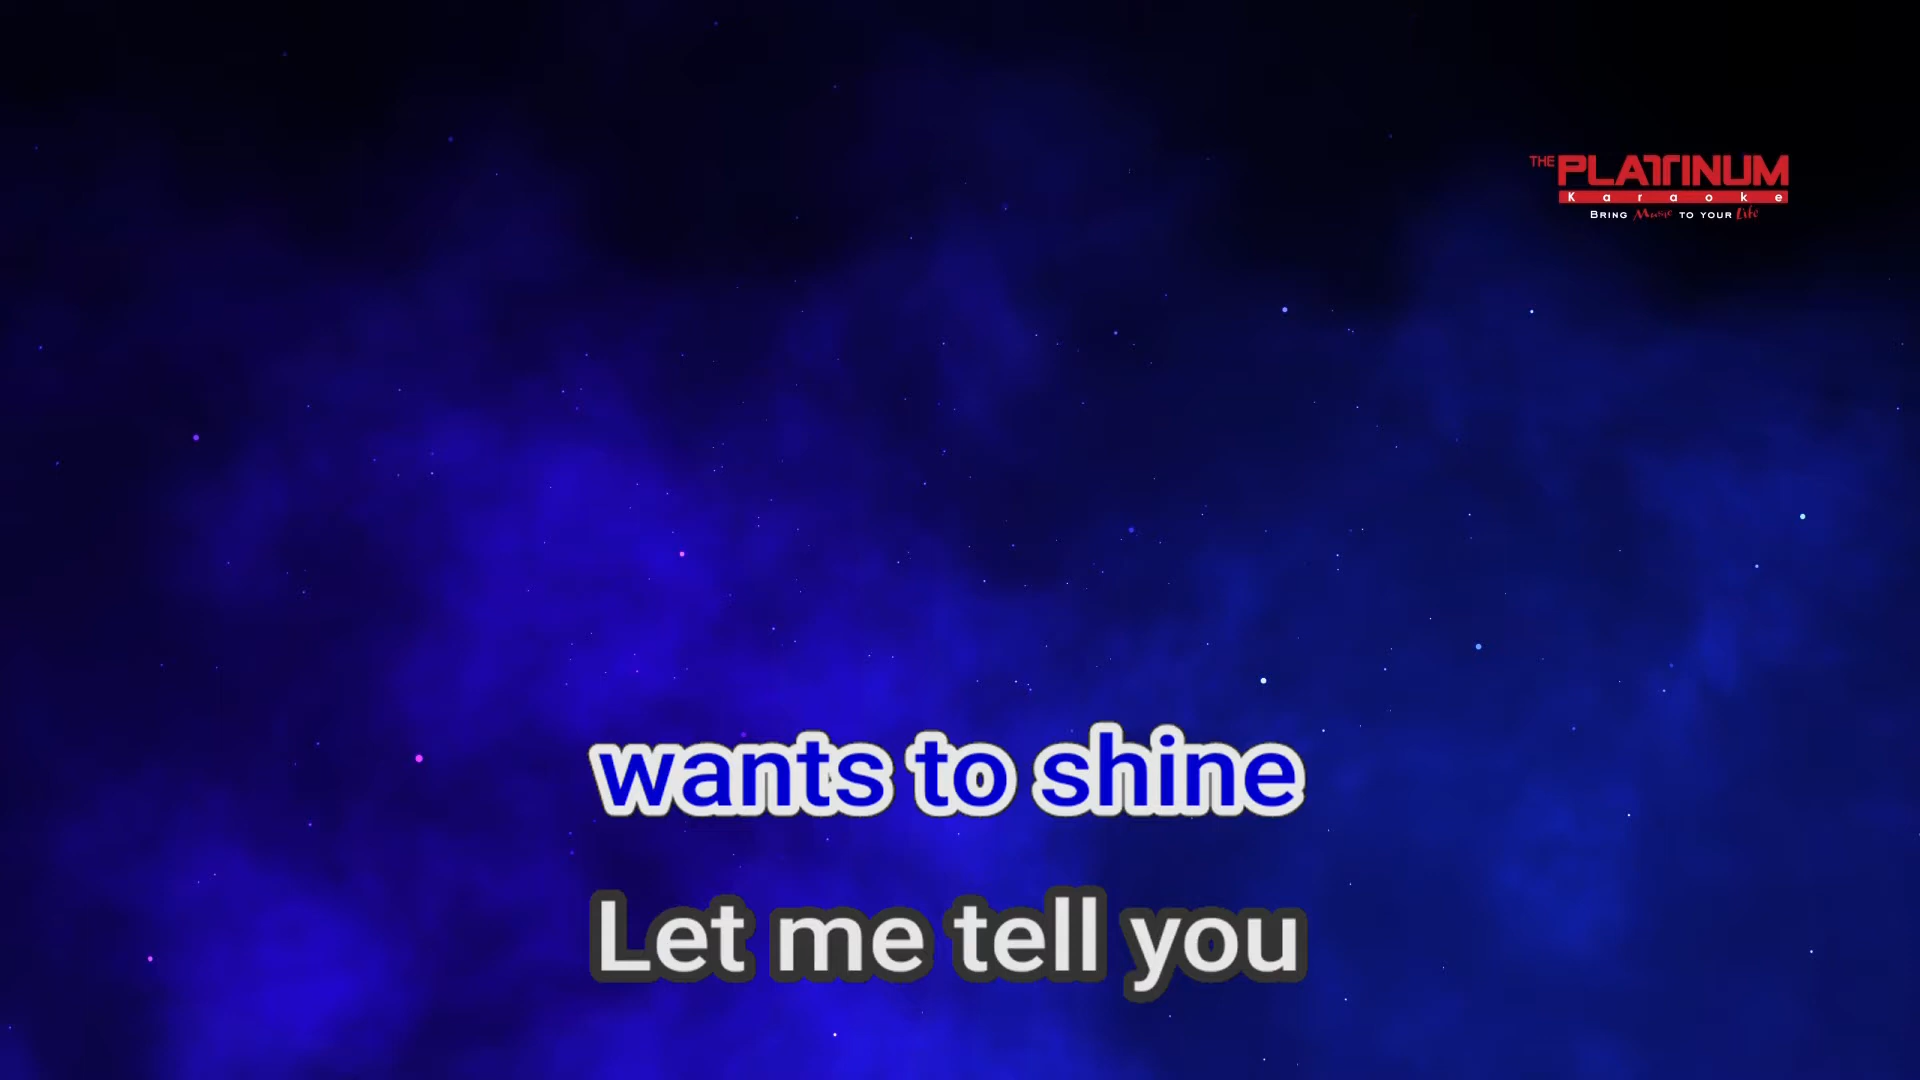 THE PLATINUM
Karaoke
BRING Music TO YOUR Life
wants to shine
Let me tell you